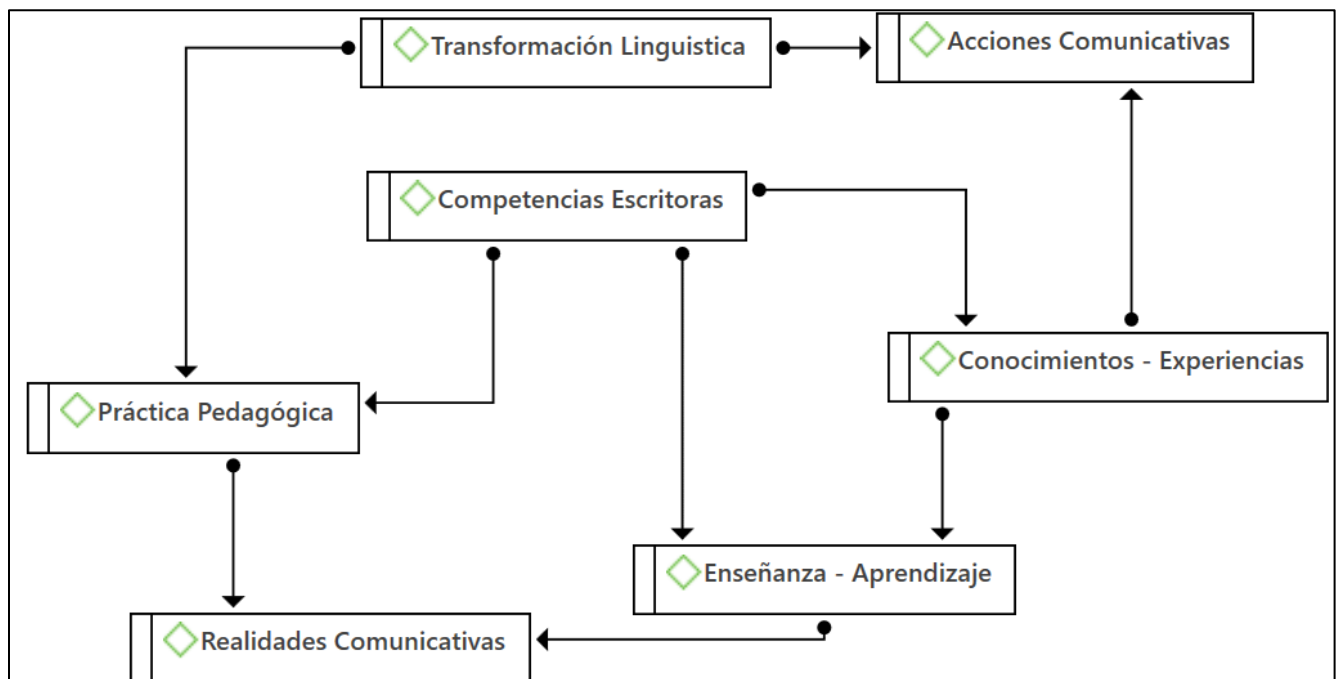 Transformación Linguistica
Acciones Comunicativas
Competencias Escritoras
Conocimientos - Experiencias
Práctica Pedagógica
Enseñanza - Aprendizaje
Realidades Comunicativas